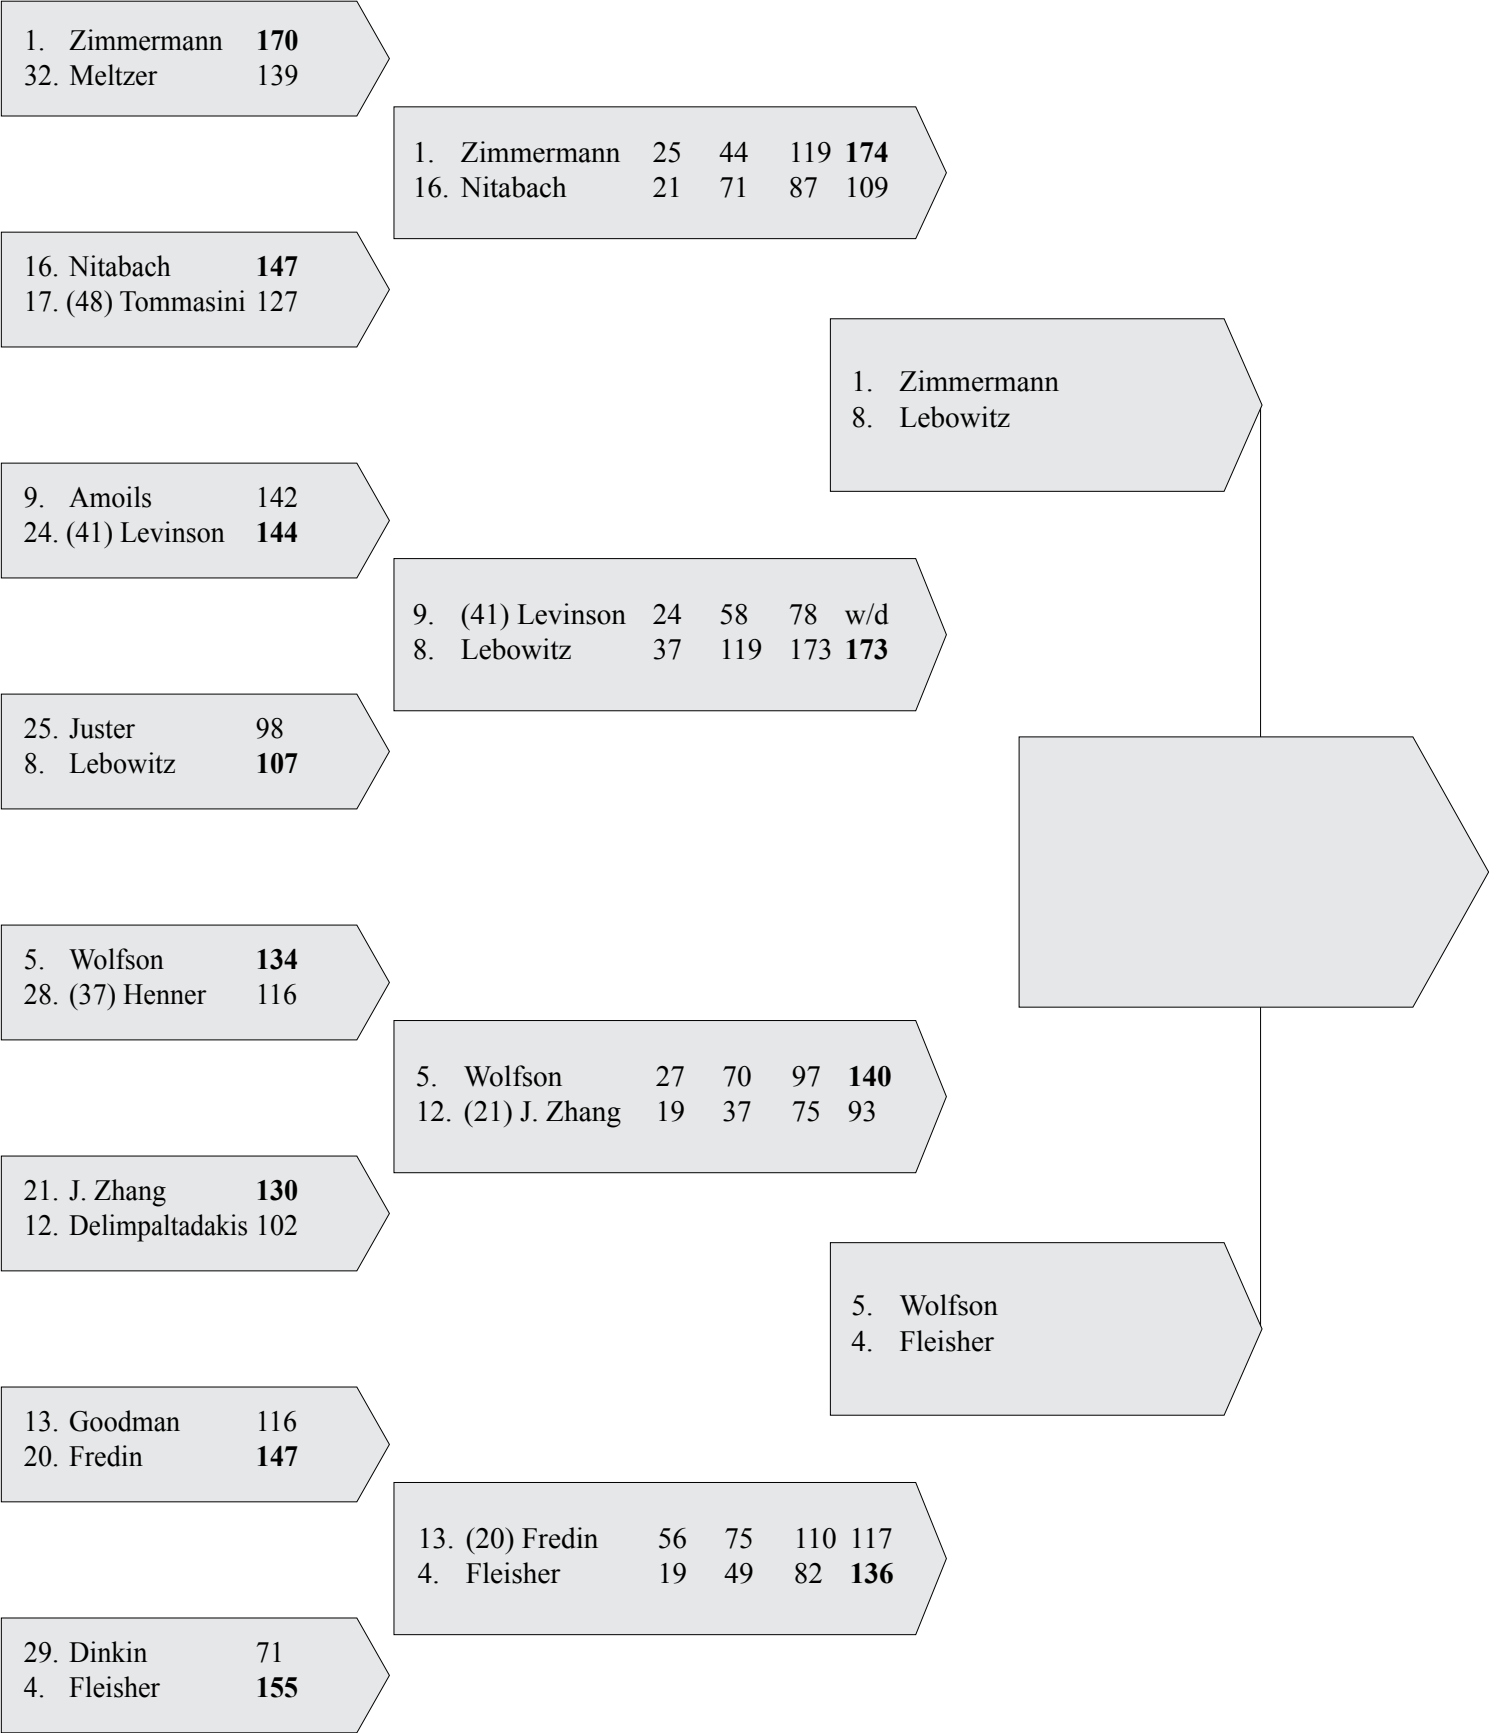 1. Zimmermann 170
32. Meltzer 139
1. Zimmermann 25 44 119 174
16. Nitabach 21 71 87 109
16. Nitabach 147
17. (48) Tommasini 127
1. Zimmermann
8. Lebowitz
9. Amoils 142
24. (41) Levinson 144
9. (41) Levinson 24 58 78 w/d
8. Lebowitz 37 119 173 173
25. Juster 98
8. Lebowitz 107
5. Wolfson 134
28. (37) Henner 116
5. Wolfson 27 70 97 140
12. (21) J. Zhang 19 37 75 93
21. J. Zhang 130
12. Delimpaltadakis 102
5. Wolfson
4. Fleisher
13. Goodman 116
20. Fredin 147
13. (20) Fredin 56 75 110 117
4. Fleisher 19 49 82 136
29. Dinkin 71
4. Fleisher 155